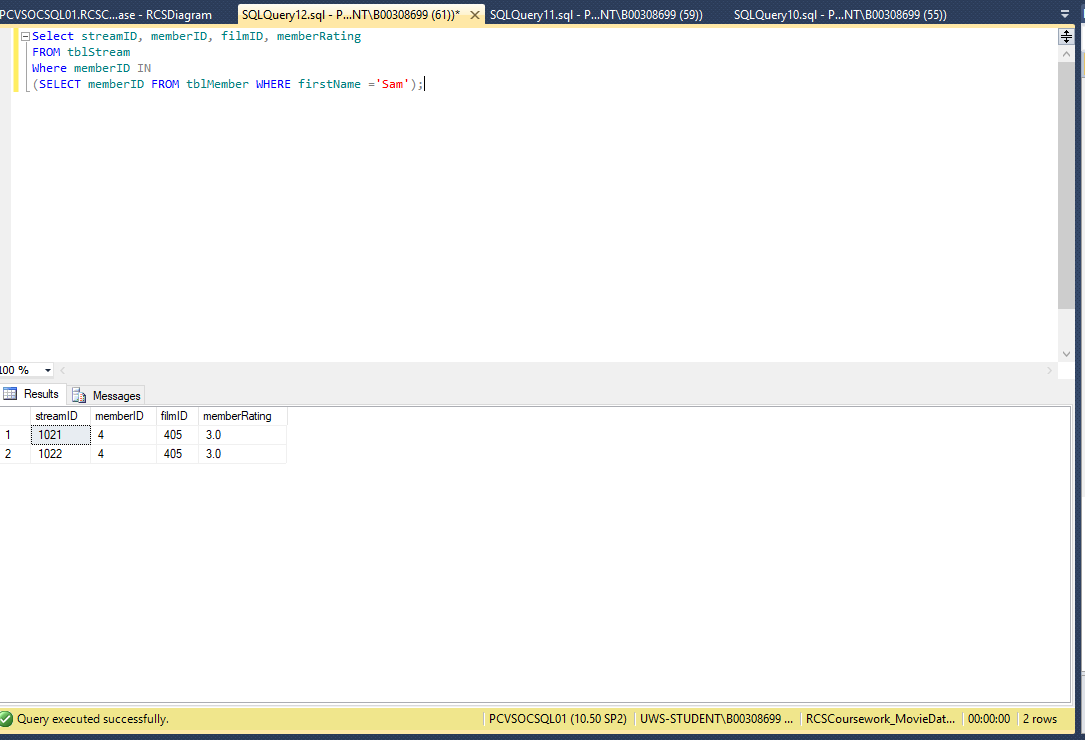 PCVSOCSQL01.RCSC...ase - RCSDiagram SQLQuery12.sql - P...NT\B00308699 (61))* SQLQuery11.sql - P...NT\B00308699 (59)) SQLQuery10.sql - P...NT\B00308699 (55))
Select streamID, memberID, filmID, memberRating
FROM tblStream
Where memberID IN
(SELECT memberID FROM tblMember WHERE firstName ='Sam');
100 %
Results Messages
streamID memberID filmID memberRating
1 1021 4 405 3.0
2 1022 4 405 3.0
Query executed successfully. PCVSOCSQL01 (10.50 SP2) UWS-STUDENT\B00308699 ... RCSCoursework_MovieDat... 00:00:00 2 rows